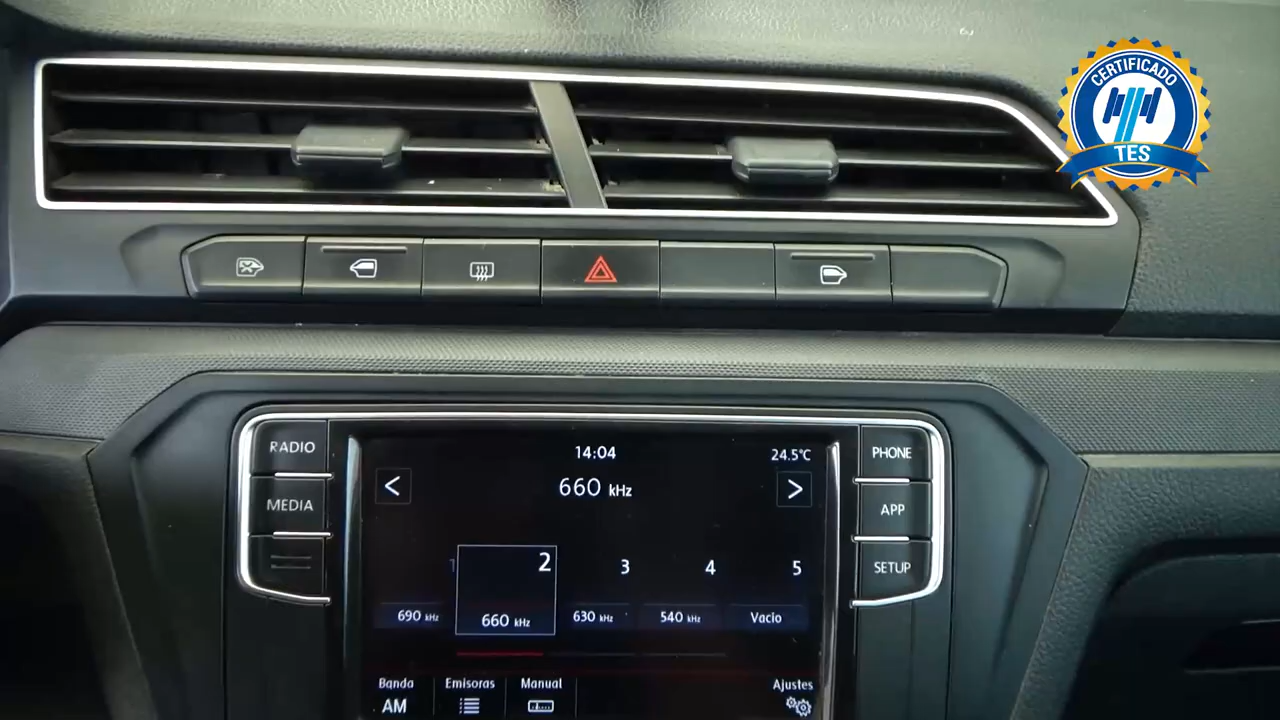 CERTIFICADO
TES
RADIO
MEDIA
PHONE
APP
SETUP
14:04
24.5°C
<
660 kHz
>
1
2
3
4
5
690 kHz
660 kHz
630 kHz
540 kHz
Vacio
Banda
AM
Emisoras
Manual
Ajustes